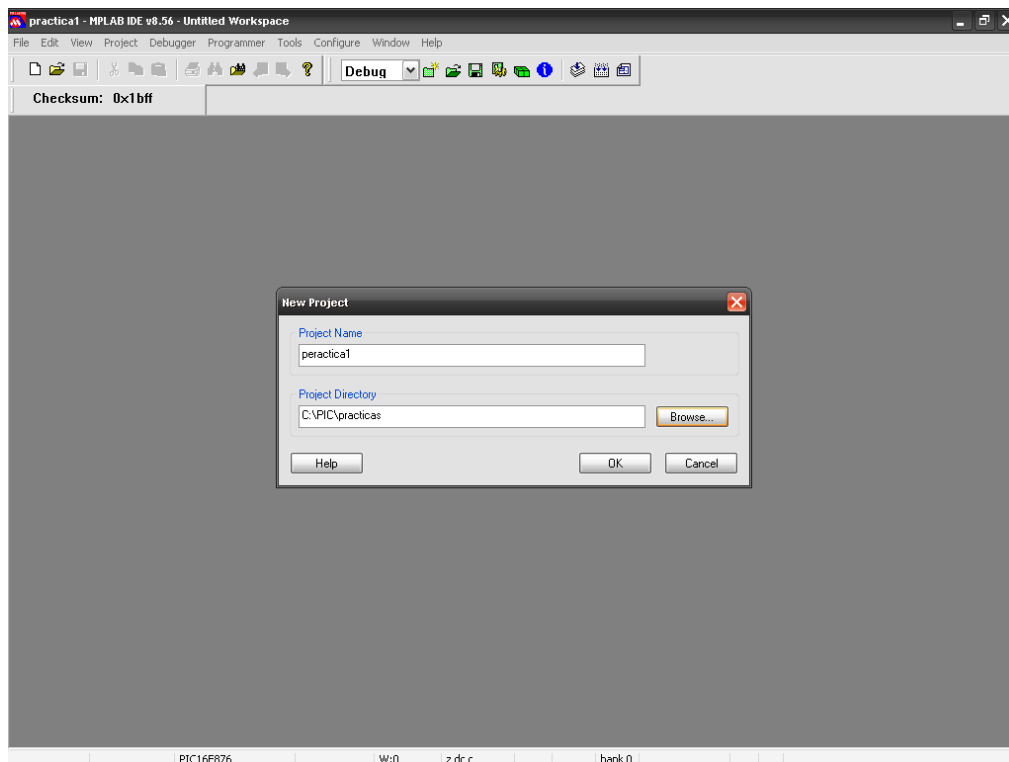 practica1 - MPLAB IDE v8.56 - Untitled Workspace
File Edit View Project Debugger Programmer Tools Configure Window Help
Debug
Checksum: 0x1bff
New Project
Project Name
peractica1
Project Directory
C:\PIC\practicas
Browse...
Help OK Cancel
PIC16F876 W:0 z dc c bank 0